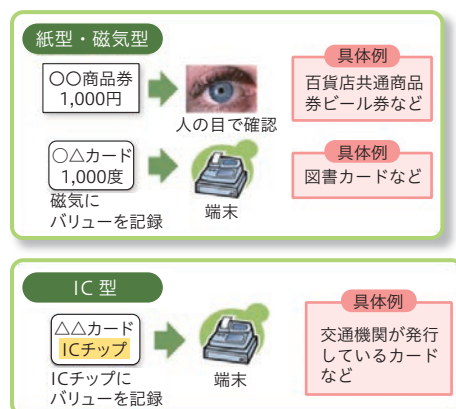 紙型・磁気型
〇〇商品券
1,000円
人の目で確認
具体例
百貨店共通商品
券ビール券など
〇△カード
1,000度
磁気に
バリューを記録
端末
具体例
図書カードなど
IC 型
△△カード
ICチップ
ICチップに
バリューを記録
端末
具体例
交通機関が発行
しているカード
など